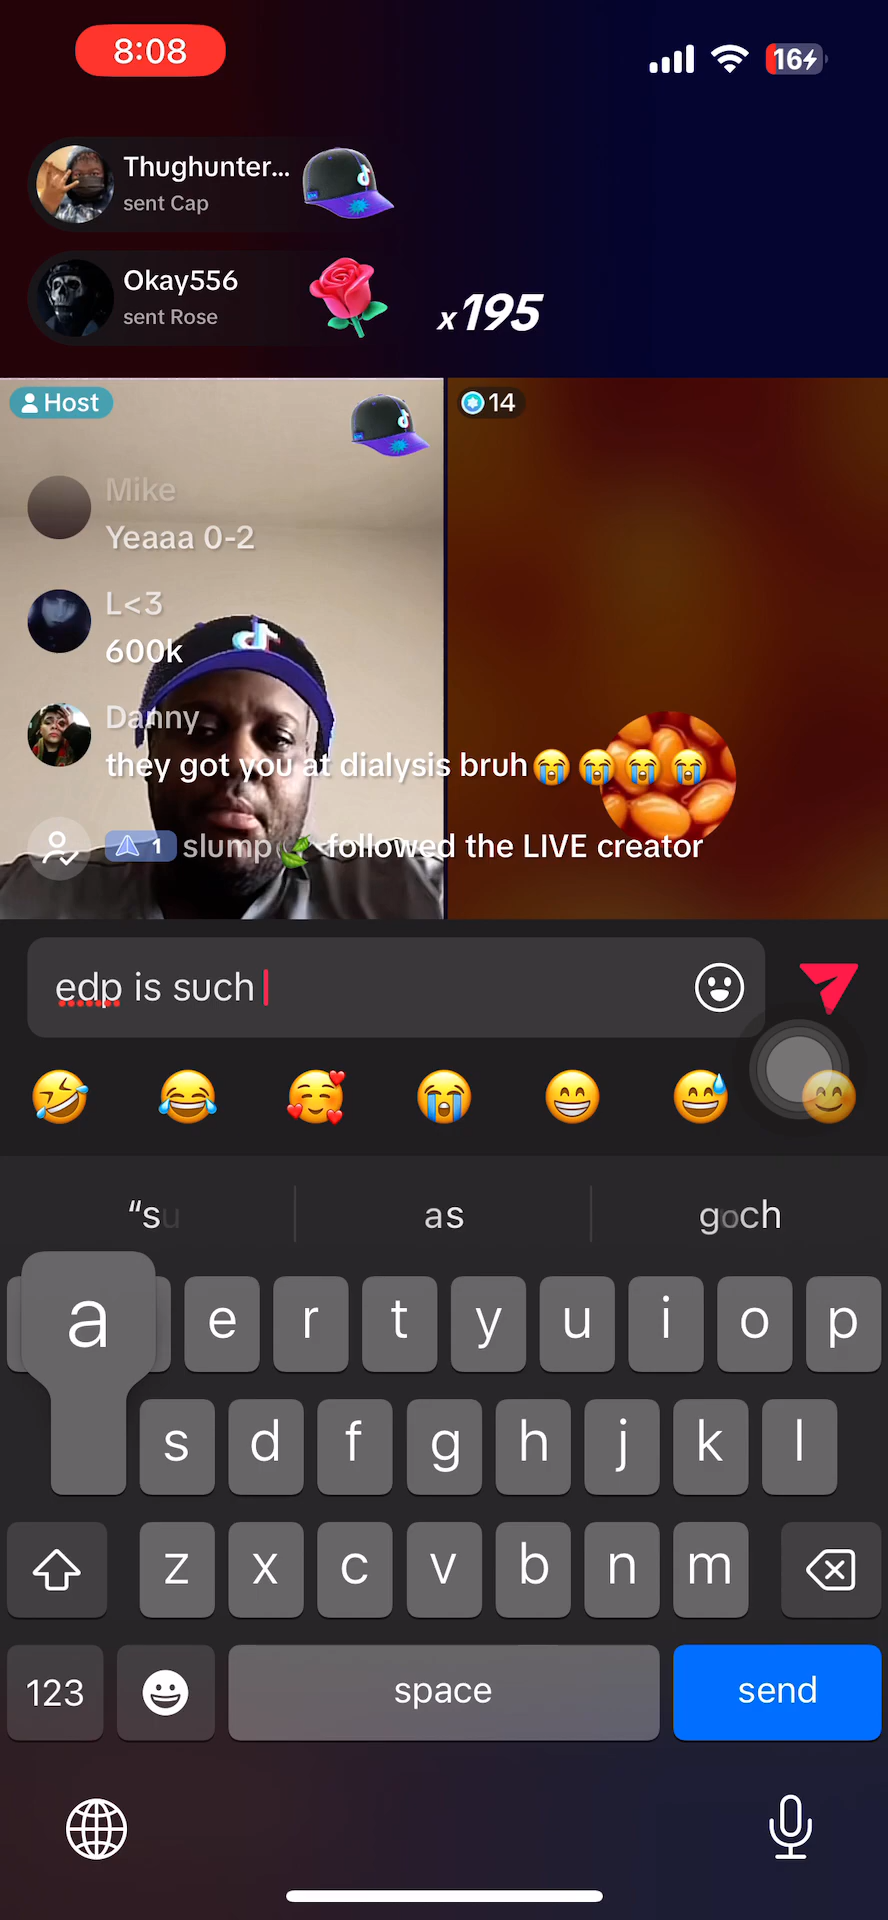 8:08
16
Thughunter...
sent Cap
Okay556
sent Rose
x195
Host
14
Mike
Yeaaa 0-2
L<3
600k
Danny
they got you at dialysis bruh😭😭😭😭
1 slump🍃 followed the LIVE creator
edp is such
🤣 😂 🥰 😭 😁 😅 😊
“su as goch
a e r t y u i o p
s d f g h j k l
z x c v b n m
123 space send